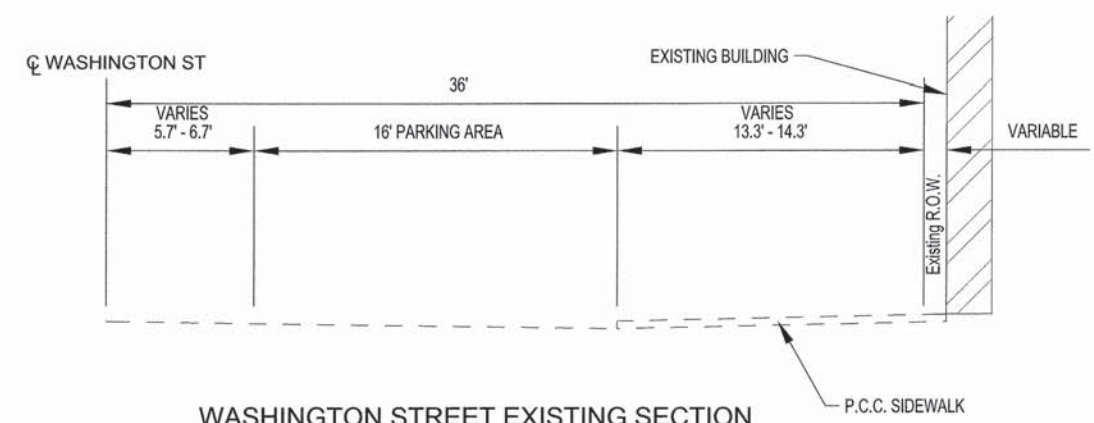 ℄ WASHINGTON ST
EXISTING BUILDING
36'
VARIES
5.7' - 6.7'
16' PARKING AREA
VARIES
13.3' - 14.3'
VARIABLE
Existing R.O.W.
P.C.C. SIDEWALK
WASHINGTON STREET EXISTING SECTION